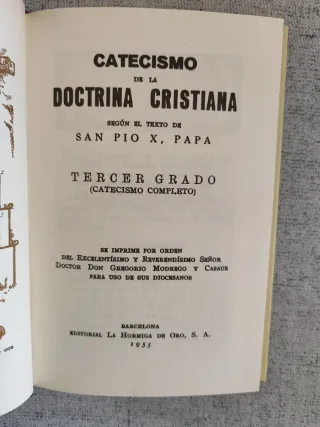 CATECISMO
DE LA
DOCTRINA CRISTIANA
SEGÚN EL TEXTO DE
SAN PIO X, PAPA
TERCER GRADO
(CATECISMO COMPLETO)
SE IMPRIME POR ORDEN
DEL EXCELENTÍSIMO Y REVERENDÍSIMO SEÑOR
DOCTOR DON GREGORIO MODREGO Y CASAUS
PARA USO DE SUS DIOCESANOS
BARCELONA
EDITORIAL LA HORMIGA DE ORO, S. A.
1955